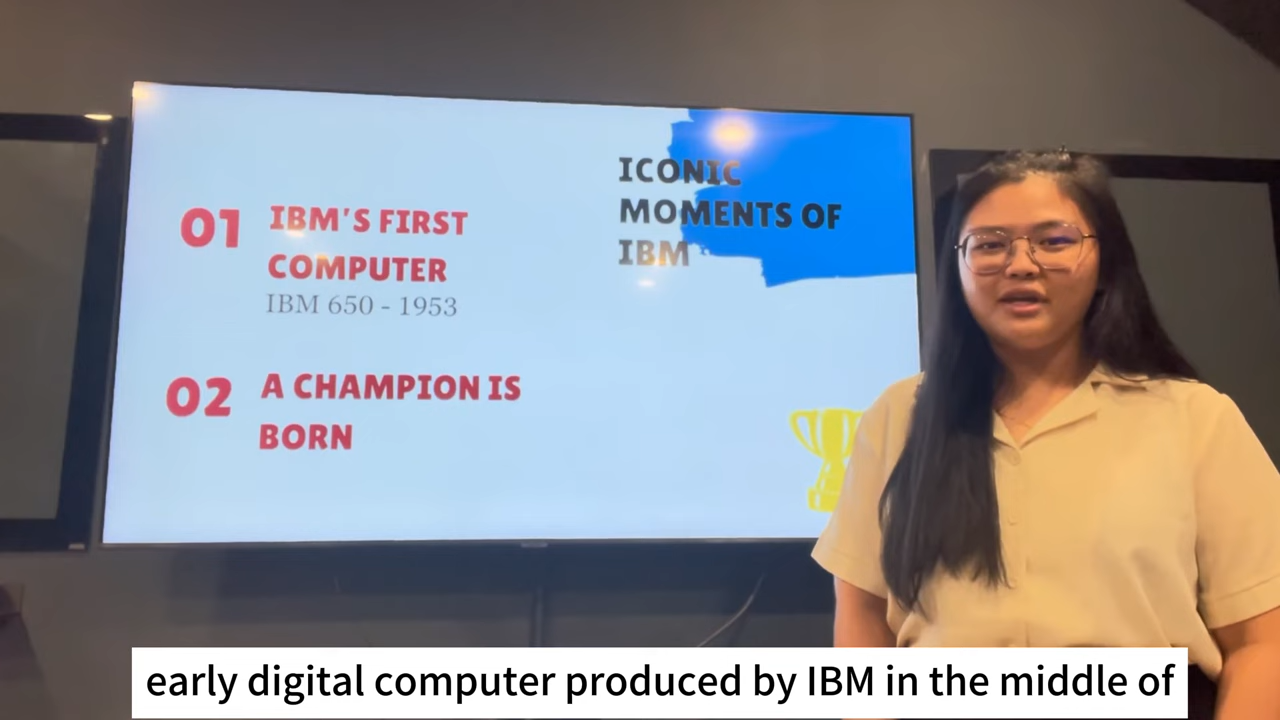 ICONIC
MOMENTS OF
IBM
01 IBM'S FIRST
COMPUTER
IBM 650 - 1953
02 A CHAMPION IS
BORN
early digital computer produced by IBM in the middle of